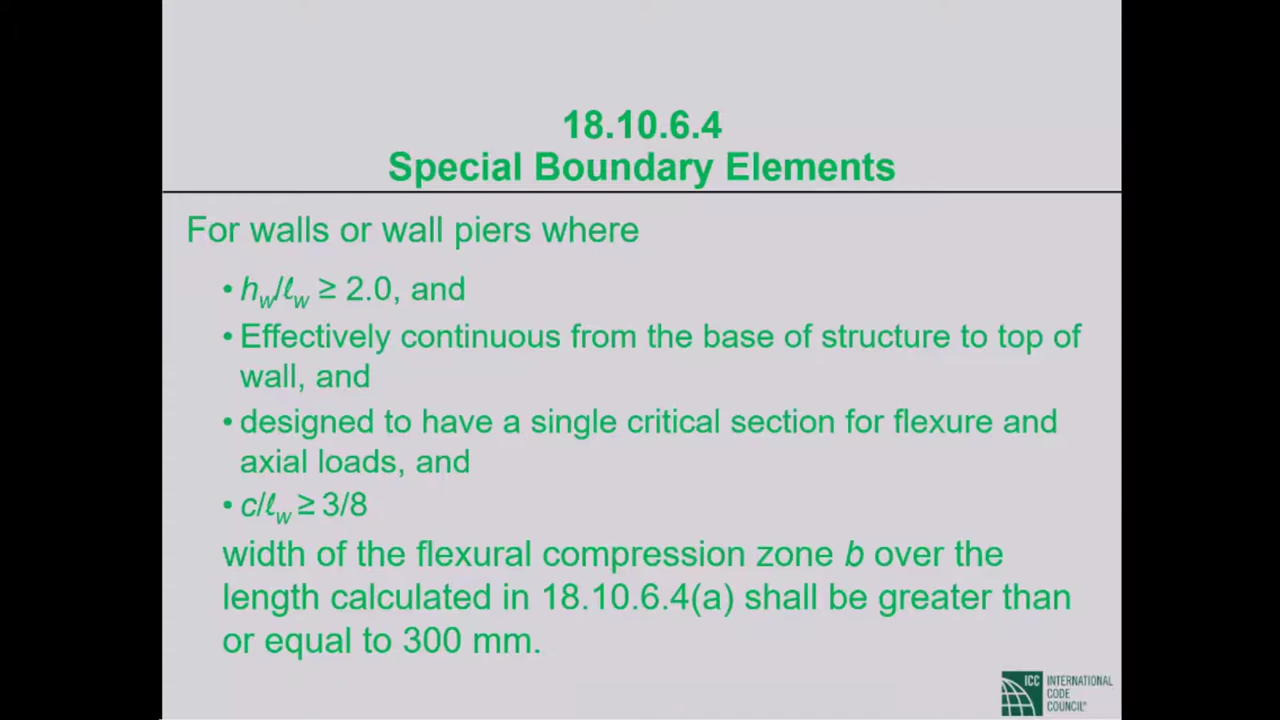 18.10.6.4
Special Boundary Elements
For walls or wall piers where
• hw/ℓw ≥ 2.0, and
• Effectively continuous from the base of structure to top of
wall, and
• designed to have a single critical section for flexure and
axial loads, and
• c/ℓw ≥ 3/8
width of the flexural compression zone b over the
length calculated in 18.10.6.4(a) shall be greater than
or equal to 300 mm.
ICC INTERNATIONAL
CODE
COUNCIL®